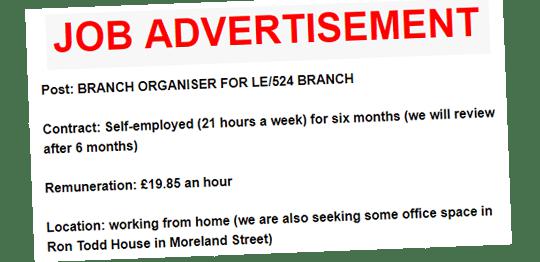 JOB ADVERTISEMENT
Post: BRANCH ORGANISER FOR LE/524 BRANCH
Contract: Self-employed (21 hours a week) for six months (we will review
after 6 months)
Remuneration: £19.85 an hour
Location: working from home (we are also seeking some office space in
Ron Todd House in Moreland Street)